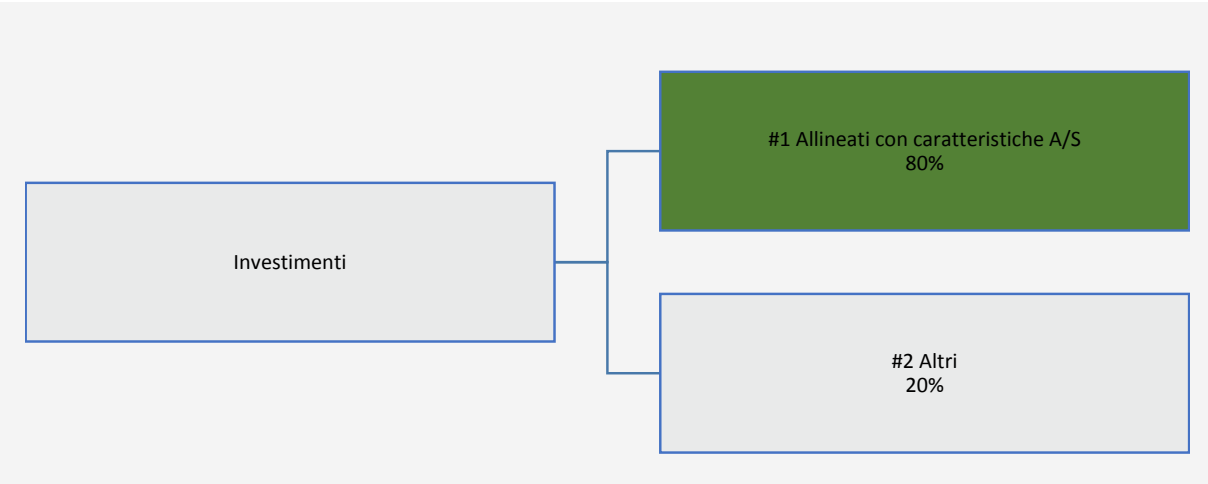 #1 Allineati con caratteristiche A/S
80%
Investimenti
#2 Altri
20%